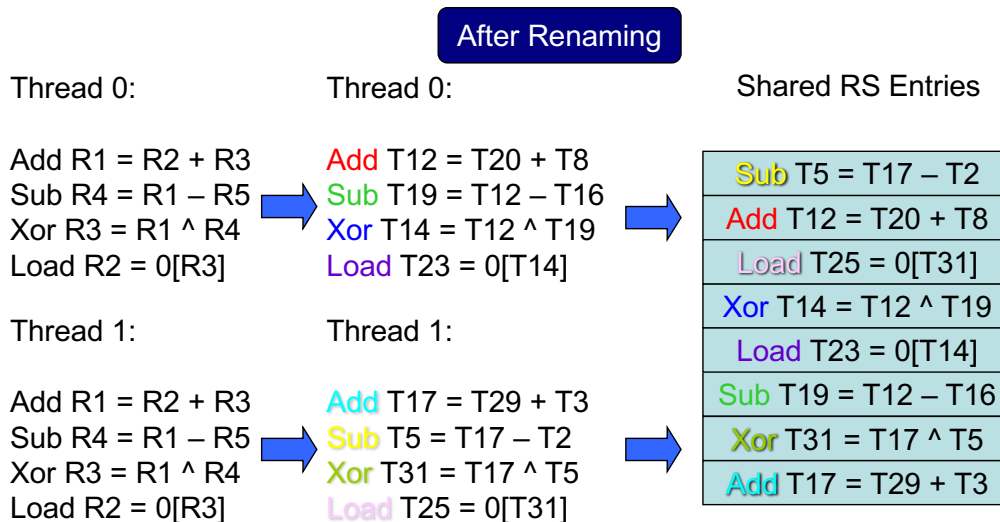 After Renaming
Thread 0:
Add R1 = R2 + R3
Sub R4 = R1 – R5
Xor R3 = R1 ^ R4
Load R2 = 0[R3]
Thread 0:
Add T12 = T20 + T8
Sub T19 = T12 – T16
Xor T14 = T12 ^ T19
Load T23 = 0[T14]
Thread 1:
Add R1 = R2 + R3
Sub R4 = R1 – R5
Xor R3 = R1 ^ R4
Load R2 = 0[R3]
Thread 1:
Add T17 = T29 + T3
Sub T5 = T17 – T2
Xor T31 = T17 ^ T5
Load T25 = 0[T31]
Shared RS Entries
Sub T5 = T17 – T2
Add T12 = T20 + T8
Load T25 = 0[T31]
Xor T14 = T12 ^ T19
Load T23 = 0[T14]
Sub T19 = T12 – T16
Xor T31 = T17 ^ T5
Add T17 = T29 + T3